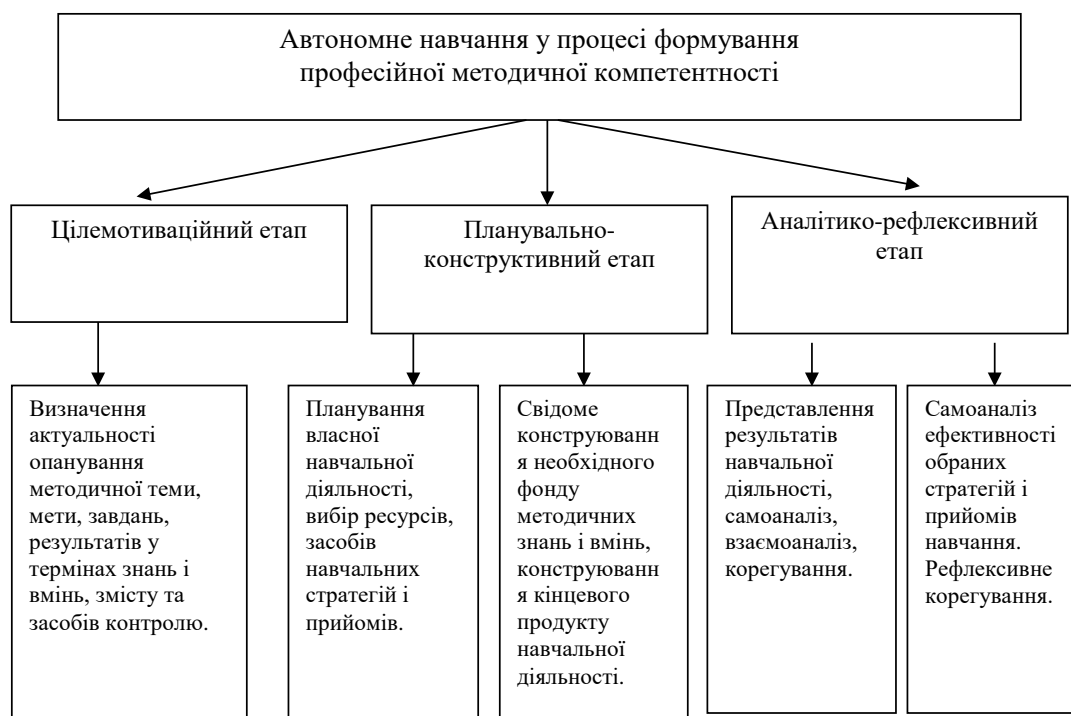 Автономне навчання у процесі формування
професійної методичної компетентності
Цілемотиваційний етап
Планувально-
конструктивний етап
Аналітико-рефлексивний
етап
Визначення
актуальності
опанування
методичної теми,
мети, завдань,
результатів у
термінах знань і
вмінь, змісту та
засобів контролю.
Планування
власної
навчальної
діяльності,
вибір ресурсів,
засобів
навчальних
стратегій і
прийомів.
Свідоме
конструюванн
я необхідного
фонду
методичних
знань і вмінь,
конструюванн
я кінцевого
продукту
навчальної
діяльності.
Представлення
результатів
навчальної
діяльності,
самоаналіз,
взаємоаналіз,
корегування.
Самоаналіз
ефективності
обраних
стратегій і
прийомів
навчання.
Рефлексивне
корегування.